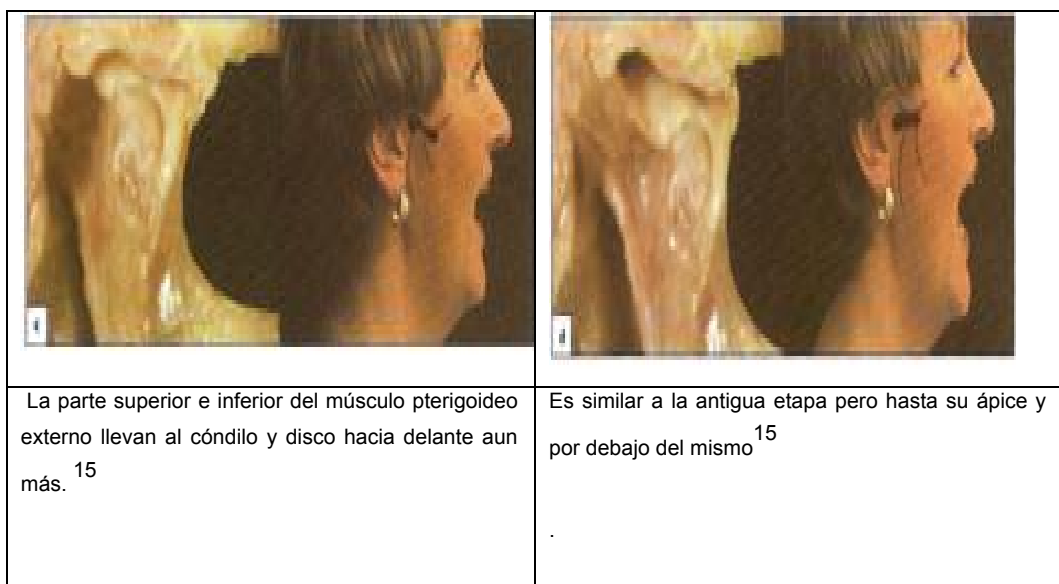 La parte superior e inferior del músculo pterigoideo
externo llevan al cóndilo y disco hacia delante aun
más. 15
Es similar a la antigua etapa pero hasta su ápice y
por debajo del mismo15
.